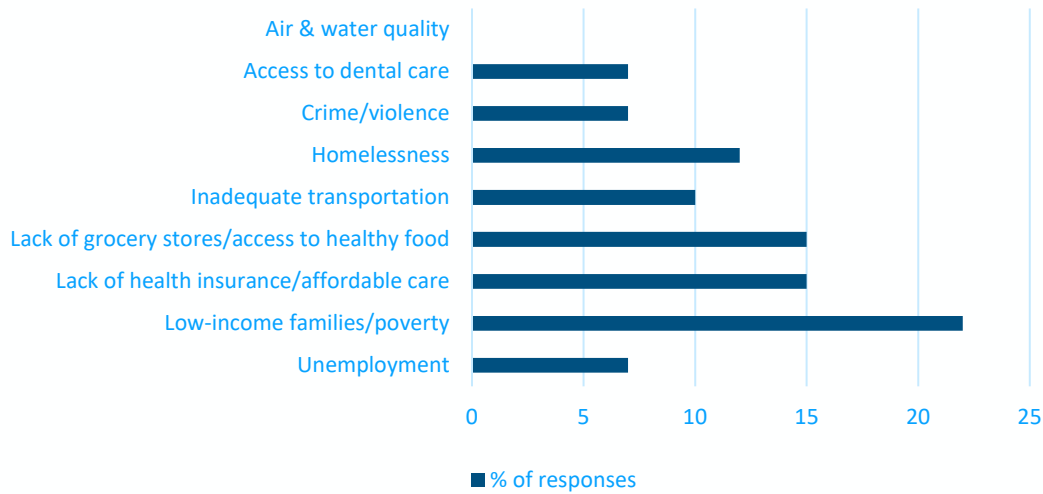 Air & water quality
Access to dental care
Crime/violence
Homelessness
Inadequate transportation
Lack of grocery stores/access to healthy food
Lack of health insurance/affordable care
Low-income families/poverty
Unemployment
0 5 10 15 20 25
% of responses